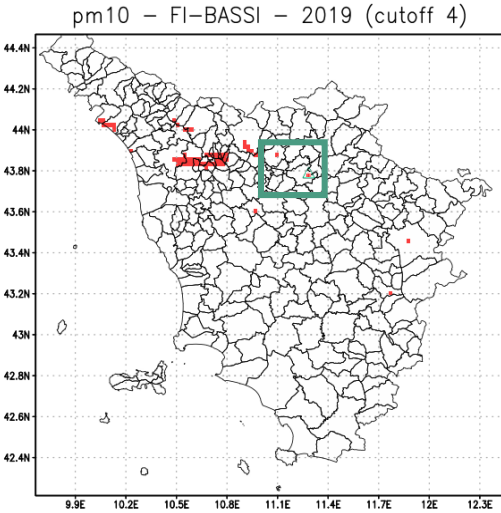 pm10 – FI–BASSI – 2019 (cutoff 4)
44.4N
44.2N
44N
43.8N
43.6N
43.4N
43.2N
43N
42.8N
42.6N
42.4N
9.9E 10.2E 10.5E 10.8E 11.1E 11.4E 11.7E 12E 12.3E